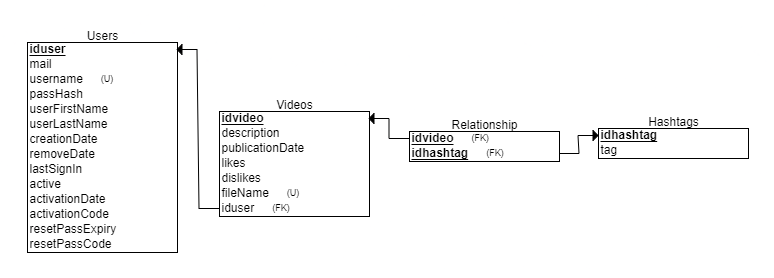 Users
iduser
mail
username (U)
passHash
userFirstName
userLastName
creationDate
removeDate
lastSignIn
active
activationDate
activationCode
resetPassExpiry
resetPassCode
Videos
idvideo
description
publicationDate
likes
dislikes
fileName (U)
iduser (FK)
Relationship
idvideo (FK)
idhashtag (FK)
Hashtags
idhashtag
tag